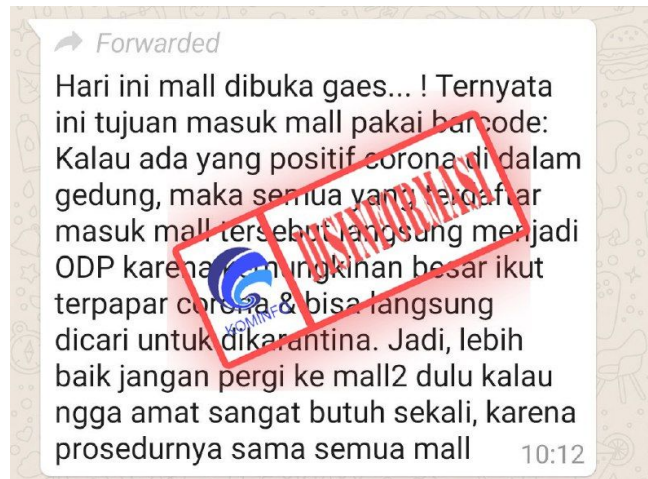 Forwarded
Hari ini mall dibuka gaes... ! Ternyata
ini tujuan masuk mall pakai barcode:
Kalau ada yang positif corona di dalam
gedung, maka semua yang terdaftar
masuk mall tersebut langsung menjadi
ODP karena kemungkinan besar ikut
terpapar corona & bisa langsung
dicari untuk dikarantina. Jadi, lebih
baik jangan pergi ke mall2 dulu kalau
ngga amat sangat butuh sekali, karena
prosedurnya sama semua mall
10:12
KOMINFO
DISINFORMASI